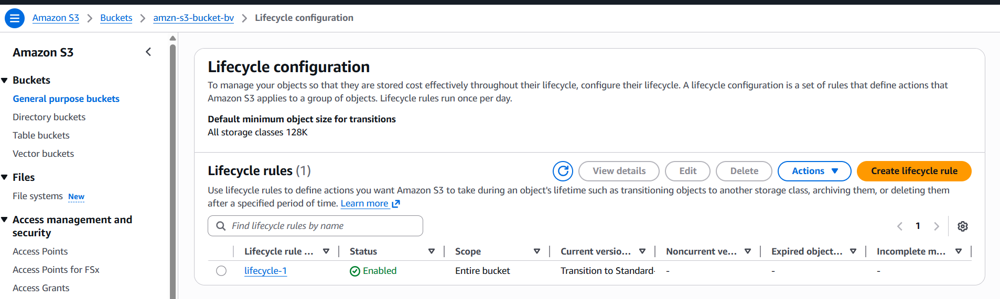 Amazon S3 > Buckets > amzn-s3-bucket-bv > Lifecycle configuration
Amazon S3
Buckets
General purpose buckets
Directory buckets
Table buckets
Vector buckets
Files
File systems New
Access management and
security
Access Points
Access Points for FSx
Access Grants
Lifecycle configuration
To manage your objects so that they are stored cost effectively throughout their lifecycle, configure their lifecycle. A lifecycle configuration is a set of rules that define actions that
Amazon S3 applies to a group of objects. Lifecycle rules run once per day.
Default minimum object size for transitions
All storage classes 128K
Lifecycle rules (1)
View details
Edit
Delete
Actions
Create lifecycle rule
Use lifecycle rules to define actions you want Amazon S3 to take during an object's lifetime such as transitioning objects to another storage class, archiving them, or deleting them
after a specified period of time. Learn more
Find lifecycle rules by name
1
Lifecycle rule ... Status Scope Current versio... Noncurrent ve... Expired object... Incomplete m...
lifecycle-1 Enabled Entire bucket Transition to Standard- - - -